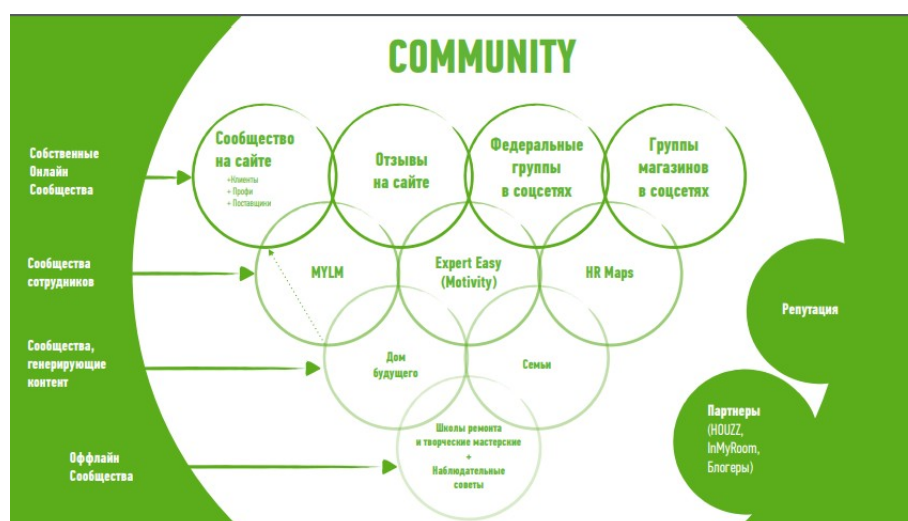 COMMUNITY
Собственные
Онлайн
Сообщества
Сообщество
на сайте
+Клиенты
+ Профи
+ Поставщики
Отзывы
на сайте
Федеральные
группы
в соцсетях
Группы
магазинов
в соцсетях
Сообщества
сотрудников
MYLM
Expert Easy
(Motivity)
HR Maps
Репутация
Сообщества,
генерирующие
контент
Дом
будущего
Семьи
Партнеры
(HOUZZ,
InMyRoom,
Блогеры)
Оффлайн
Сообщества
Школы ремонта
и творческие мастерские
+
Наблюдательные
советы